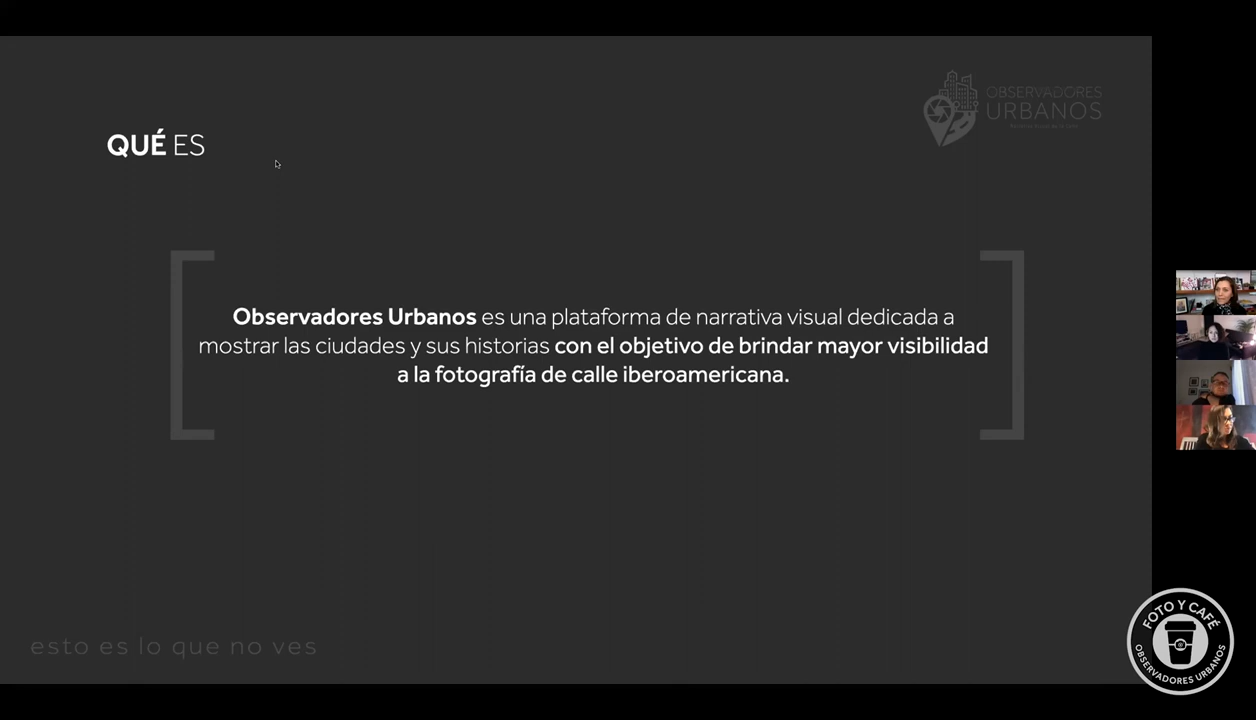 OBSERVADORES
URBANOS
QUÉ ES
Observadores Urbanos es una plataforma de narrativa visual dedicada a
mostrar las ciudades y sus historias con el objetivo de brindar mayor visibilidad
a la fotografía de calle iberoamericana.
esto es lo que no ves
FOTO Y CAFÉ
OBSERVADORES URBANOS